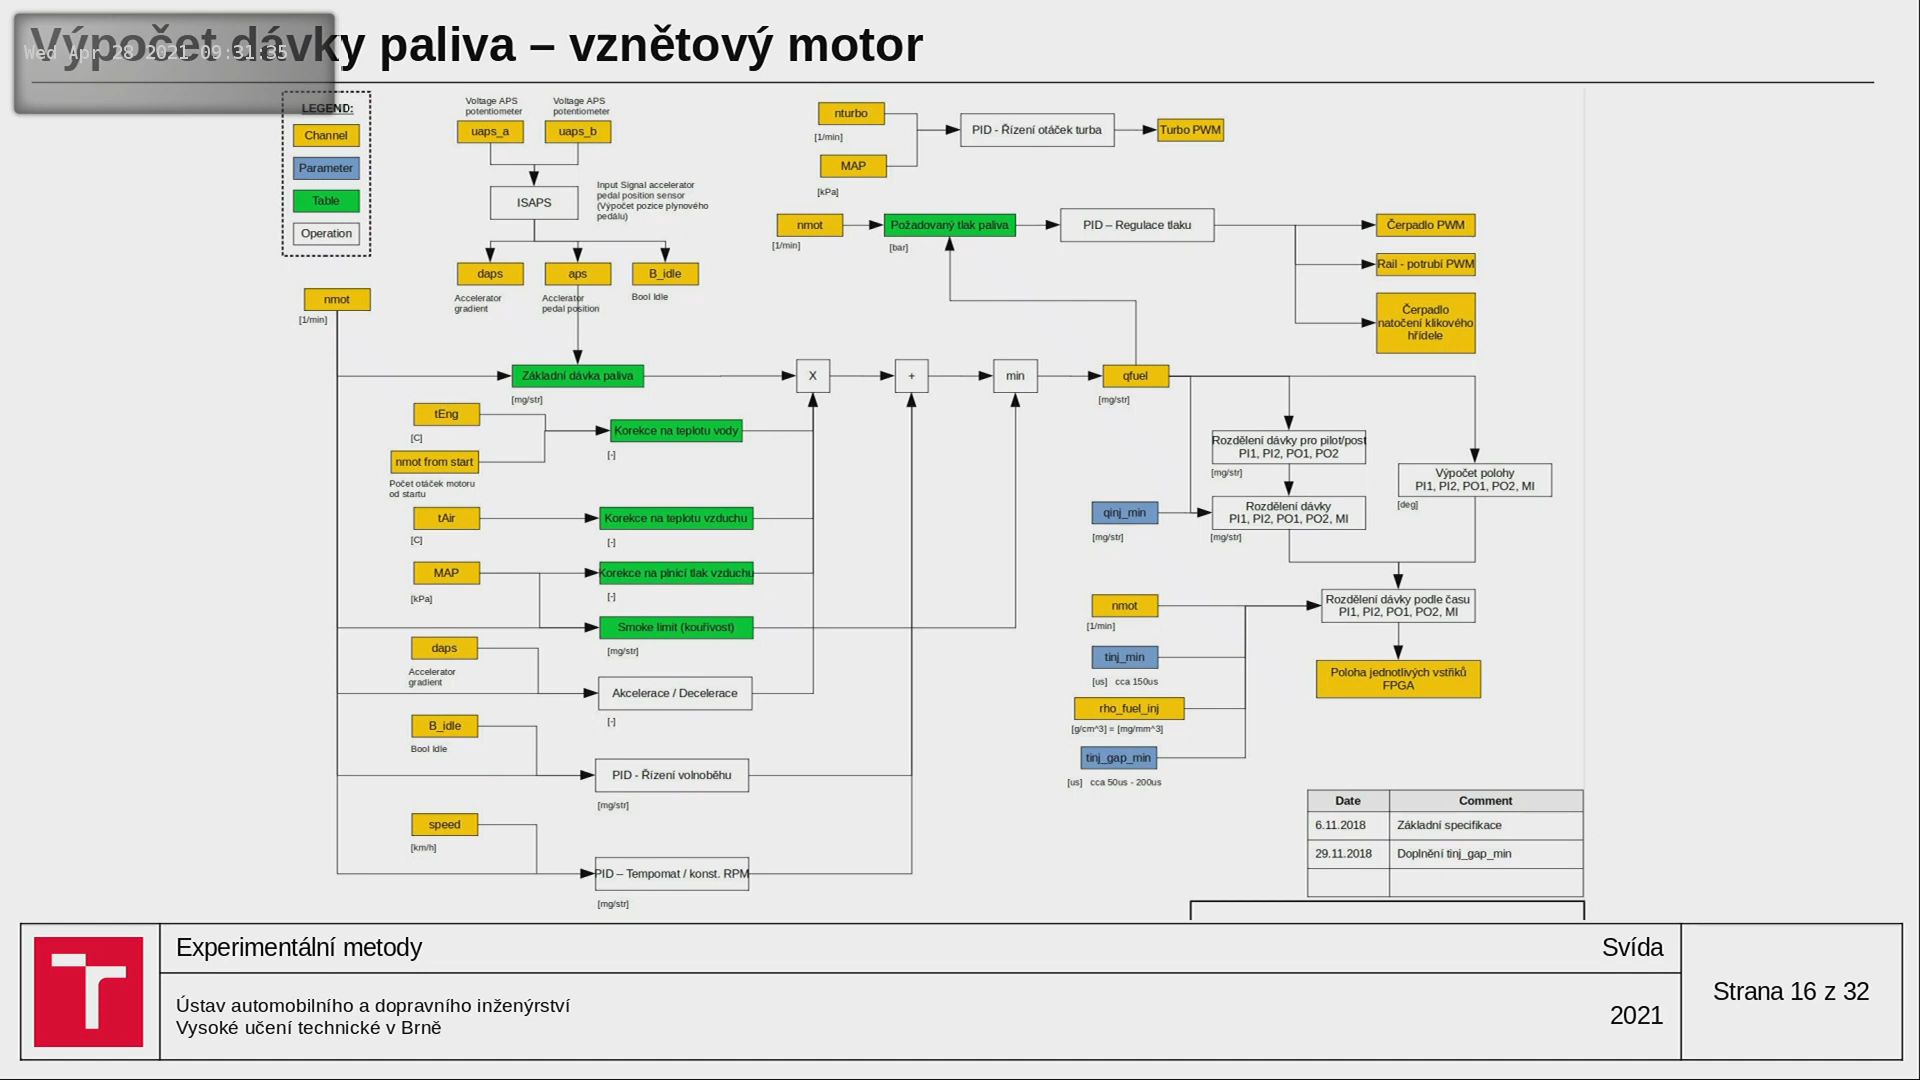 Výpočet dávky paliva – vznětový motor
Wed Apr 28 2021 09:31:35
LEGEND:
Channel
Parameter
Table
Operation
Voltage APS
potentiometer
Voltage APS
potentiometer
uaps_a
uaps_b
ISAPS
Input Signal accelerator
pedal position sensor
(Výpočet pozice plynového
pedálu)
daps
aps
B_idle
Accelerator
gradient
Acclerator
pedal position
Bool Idle
nturbo
[1/min]
MAP
[kPa]
PID - Řízení otáček turba
Turbo PWM
nmot
[1/min]
Požadovaný tlak paliva
[bar]
PID – Regulace tlaku
Čerpadlo PWM
Rail - potrubí PWM
Čerpadlo
natočení klikového
hřídele
nmot
[1/min]
Základní dávka paliva
[mg/str]
X
+
min
qfuel
[mg/str]
tEng
[C]
nmot from start
Počet otáček motoru
od startu
Korekce na teplotu vody
[-]
tAir
[C]
Korekce na teplotu vzduchu
[-]
MAP
[kPa]
Korekce na plnicí tlak vzduchu
[-]
Smoke limit (kouřivost)
[mg/str]
daps
Accelerator
gradient
Akcelerace / Decelerace
[-]
B_idle
Bool Idle
PID - Řízení volnoběhu
[mg/str]
speed
[km/h]
PID – Tempomat / konst. RPM
[mg/str]
Rozdělení dávky pro pilot/post
PI1, PI2, PO1, PO2
[mg/str]
Výpočet polohy
PI1, PI2, PO1, PO2, MI
[deg]
qinj_min
[mg/str]
Rozdělení dávky
PI1, PI2, PO1, PO2, MI
[mg/str]
nmot
[1/min]
Rozdělení dávky podle času
PI1, PI2, PO1, PO2, MI
tinj_min
[us] cca 150us
rho_fuel_inj
[g/cm^3] = [mg/mm^3]
tinj_gap_min
[us] cca 50us - 200us
Poloha jednotlivých vstřiků
FPGA
Date Comment
6.11.2018 Základní specifikace
29.11.2018 Doplnění tinj_gap_min
Experimentální metody
Svída
Ústav automobilního a dopravního inženýrství
Vysoké učení technické v Brně
2021
Strana 16 z 32